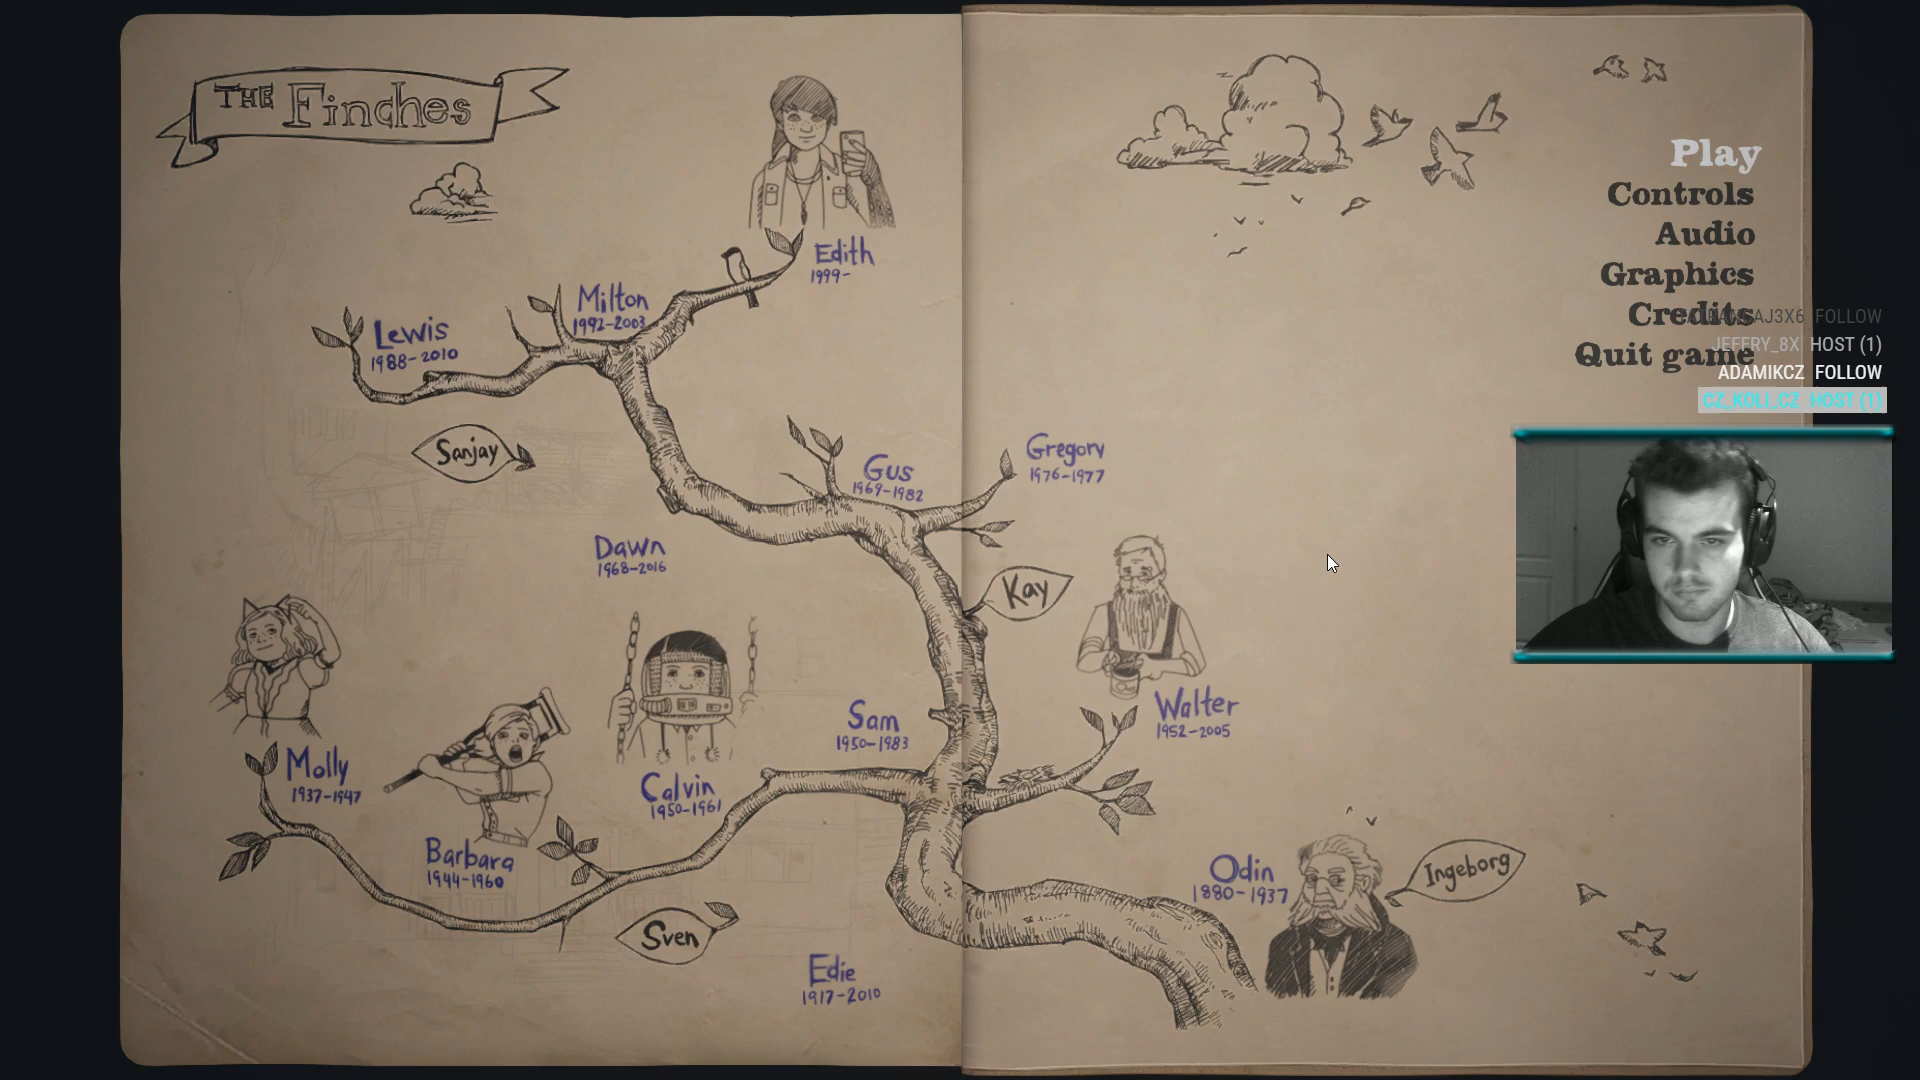 THE Finches
Edith
1999-
Milton
1992-2003
Lewis
1988-2010
Sanjay
Gus
1969-1982
Gregory
1976-1977
Dawn
1968-2016
Kay
Walter
1952-2005
Sam
1950-1983
Calvin
1950-1961
Molly
1937-1947
Barbara
1944-1960
Sven
Edie
1917-2010
Odin
1880-1937
Ingeborg
Play
Controls
Audio
Graphics
Credits
Quit game
FOLLOW
JEFFRY_8X HOST (1)
ADAMIKCZ FOLLOW
CZ_KOLI_CZ HOST (1)